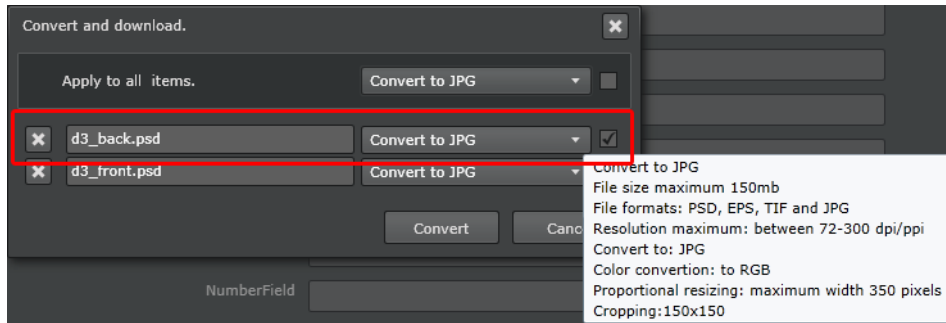 Convert and download.
Apply to all items. Convert to JPG
d3_back.psd Convert to JPG
d3_front.psd Convert to JPG
Convert to JPG
File size maximum 150mb
File formats: PSD, EPS, TIF and JPG
Resolution maximum: between 72-300 dpi/ppi
Convert Canc
Convert to: JPG
Color convertion: to RGB
NumberField
Proportional resizing: maximum width 350 pixels
Cropping:150x150